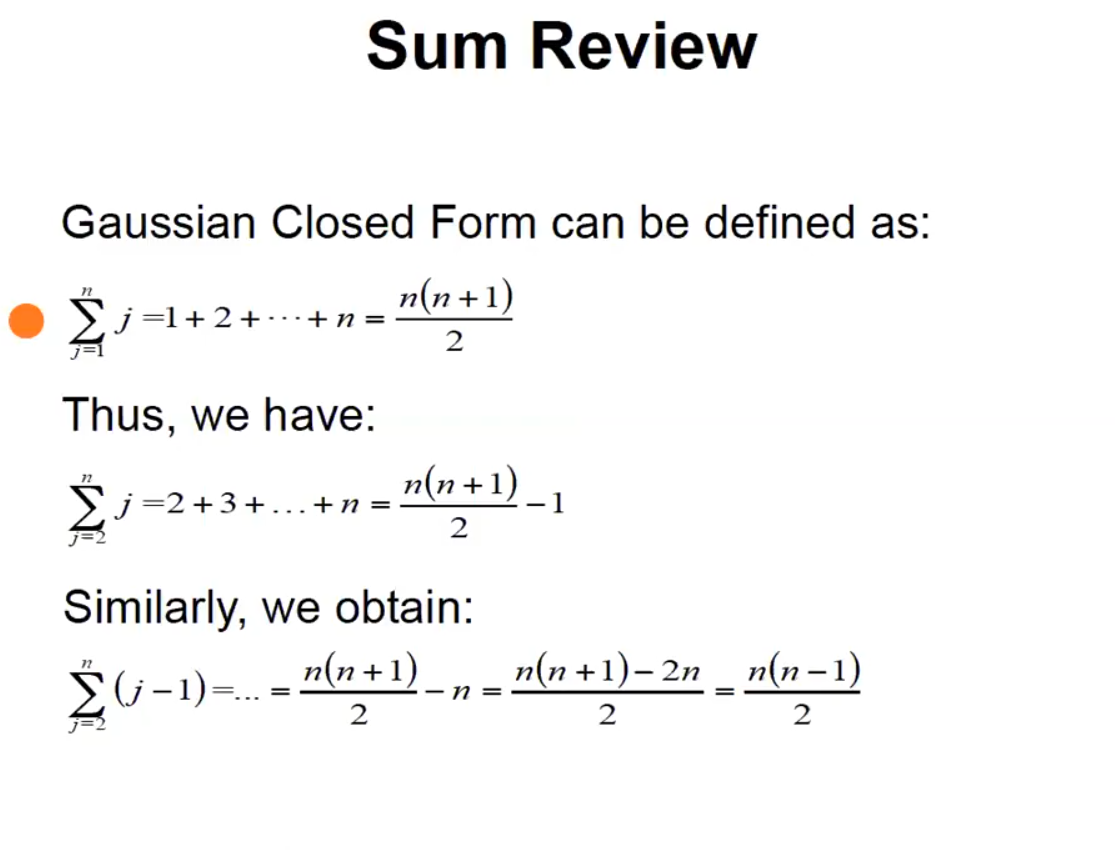 Sum Review
Gaussian Closed Form can be defined as:
$\sum_{j=1}^{n} j = 1 + 2 + \cdots + n = \frac{n(n+1)}{2}$
Thus, we have:
$\sum_{j=2}^{n} j = 2 + 3 + \ldots + n = \frac{n(n+1)}{2} - 1$
Similarly, we obtain:
$\sum_{j=2}^{n} (j-1) = \ldots = \frac{n(n+1)}{2} - n = \frac{n(n+1) - 2n}{2} = \frac{n(n-1)}{2}$